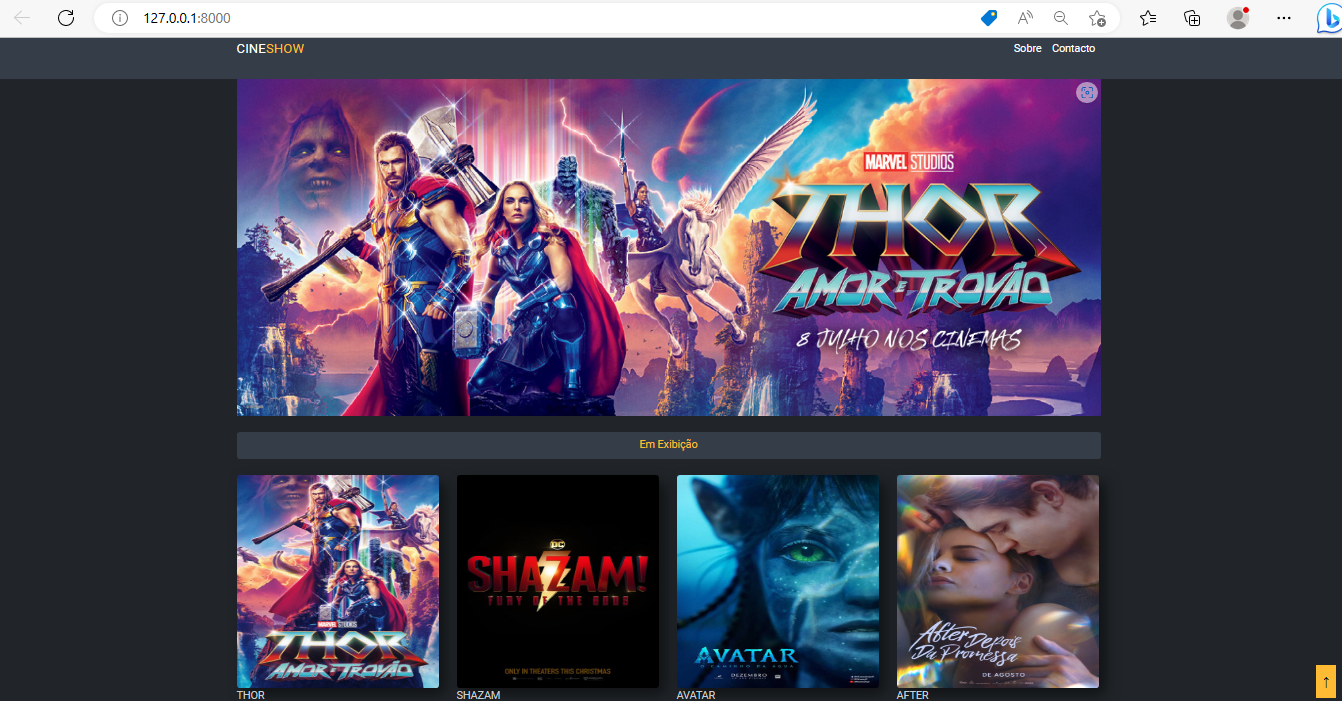 127.0.0.1:8000
CINESHOW
Sobre Contacto
MARVEL STUDIOS
THOR
AMOR E TROVÃO
8 JULHO NOS CINEMAS
Em Exibição
MARVEL STUDIOS
THOR
AMOR E TROVÃO
DC
SHAZAM!
FURY OF THE GODS
ONLY IN THEATERS THIS CHRISTMAS
AVATAR
O CAMINHO DA ÁGUA
DEZEMBRO
After Depois
Da Promessa
DE AGOSTO
THOR
SHAZAM
AVATAR
AFTER